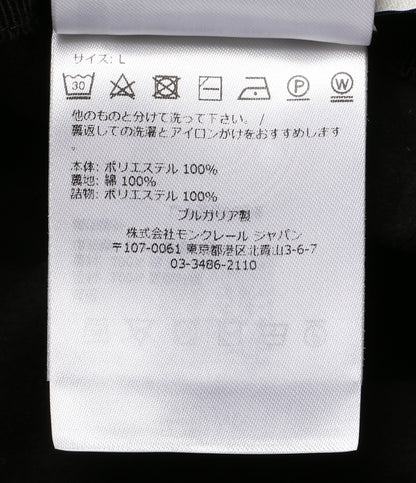 サイズ: L
30
P
W
他のものと分けて洗って下さい。/
裏返しての洗濯とアイロンがけをおすすめします
。
本体: ポリエステル 100%
裏地: 綿 100%
詰物: ポリエステル 100%
ブルガリア製
株式会社モンクレール ジャパン
〒107-0061 東京都港区北青山3-6-7
03-3486-2110